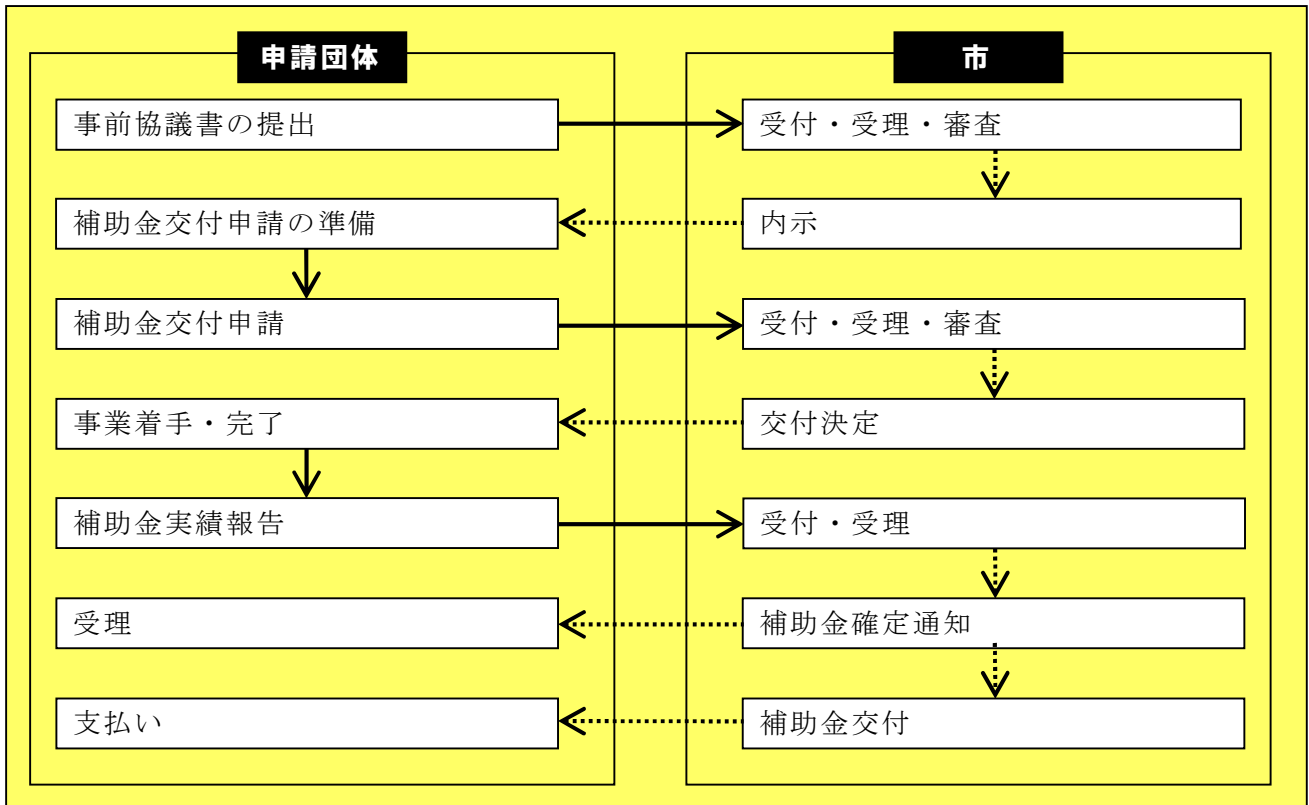 申請団体
市
事前協議書の提出
受付・受理・審査
補助金交付申請の準備
内示
補助金交付申請
受付・受理・審査
事業着手・完了
交付決定
補助金実績報告
受付・受理
受理
補助金確定通知
支払い
補助金交付